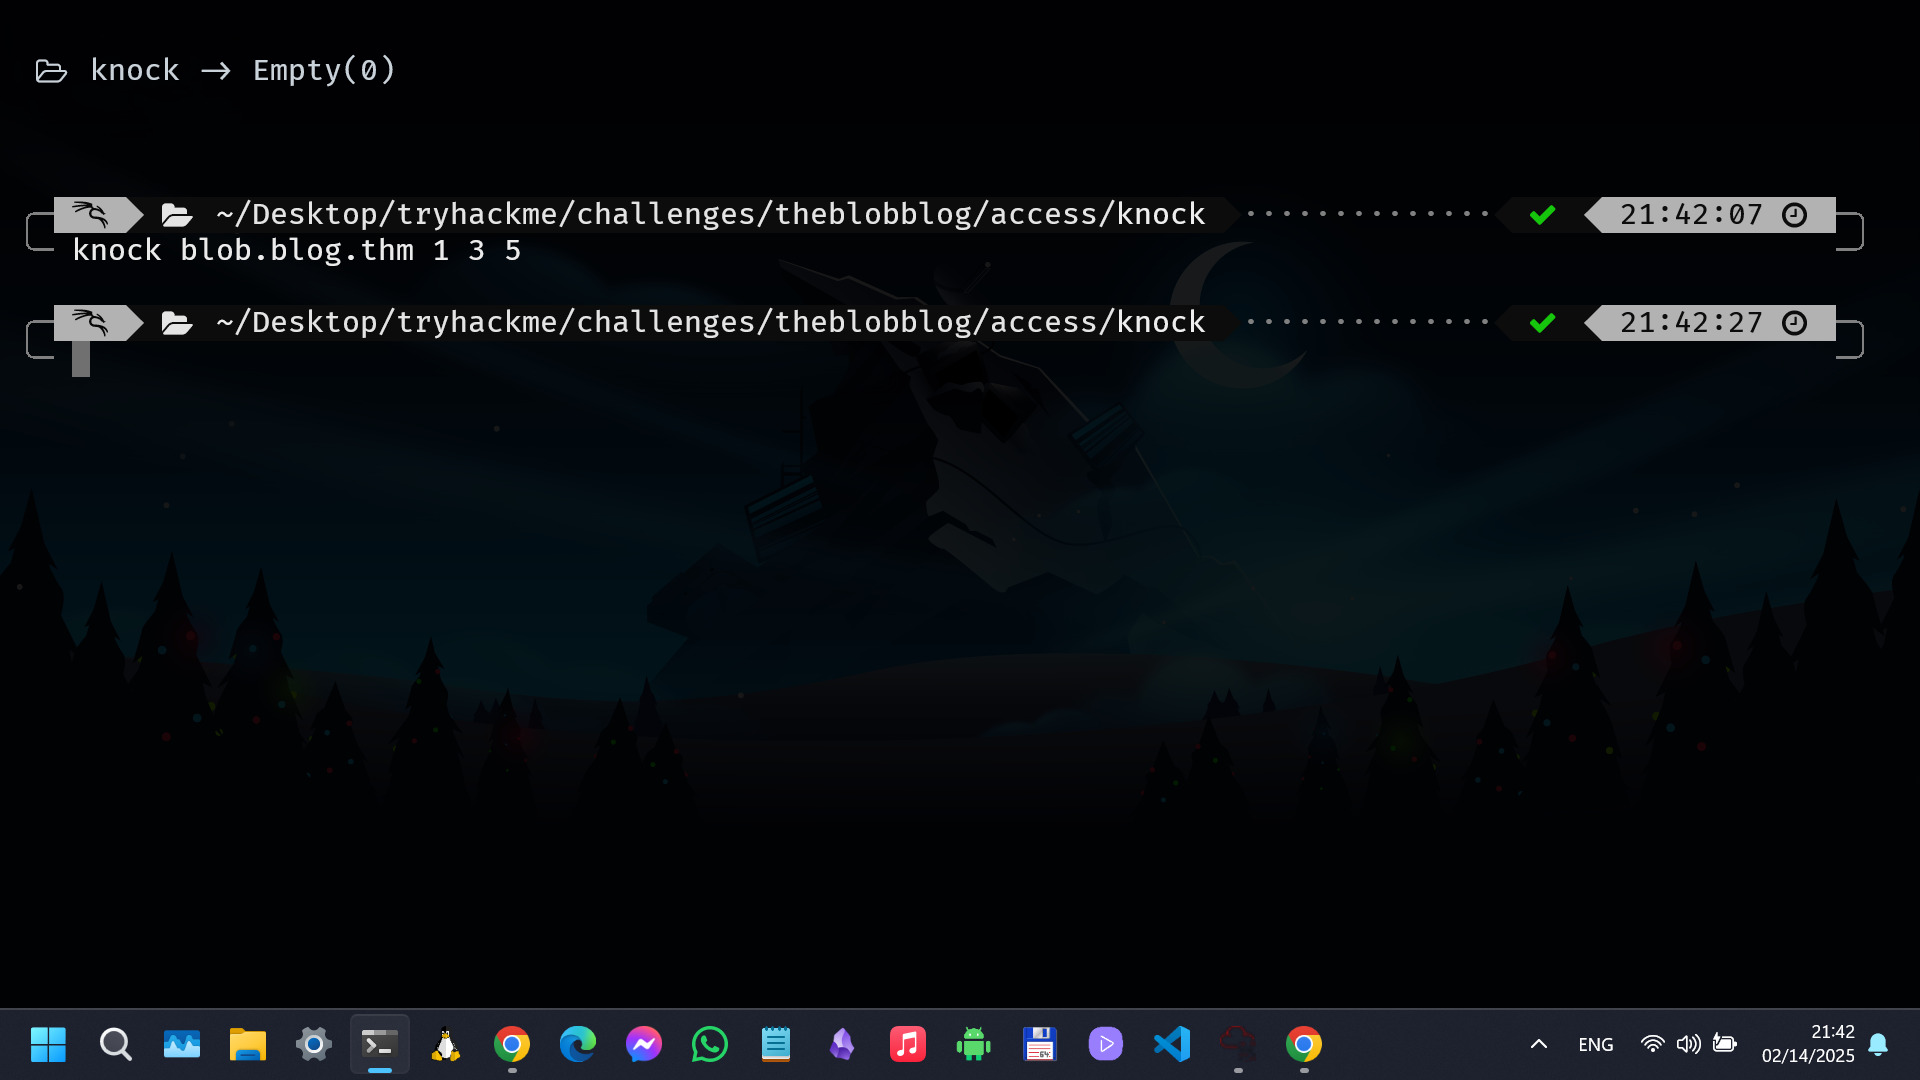 knock → Empty(0)
~/Desktop/tryhackme/challenges/theblobblog/access/knock ·············· ✔ 21:42:07
knock blob.blog.thm 1 3 5
~/Desktop/tryhackme/challenges/theblobblog/access/knock ·············· ✔ 21:42:27
64:
ENG
21:42
02/14/2025